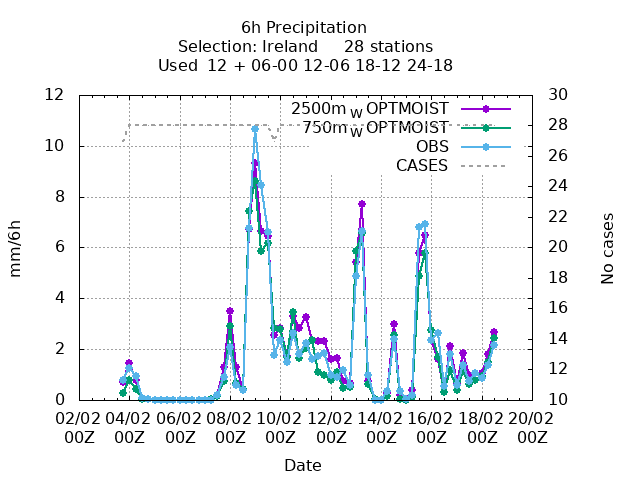 6h Precipitation
Selection: Ireland 28 stations
Used 12 + 06-00 12-06 18-12 24-18
2500m W OPTMOIST
750m W OPTMOIST
OBS
CASES
mm/6h
12
10
8
6
4
2
0
No cases
30
28
26
24
22
20
18
16
14
12
10
02/02 04/02 06/02 08/02 10/02 12/02 14/02 16/02 18/02 20/02
00Z 00Z 00Z 00Z 00Z 00Z 00Z 00Z 00Z 00Z
Date